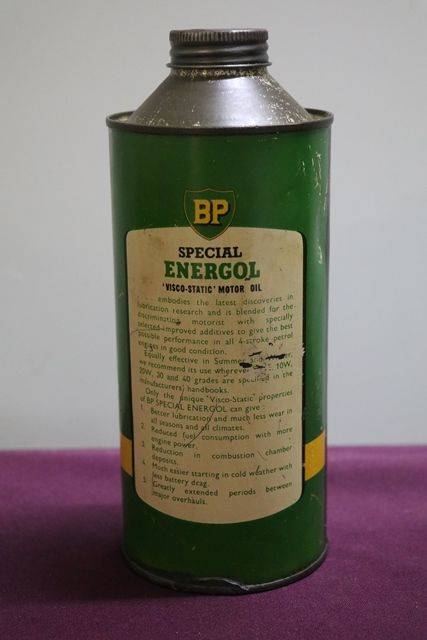 BP
SPECIAL
ENERGOL
'VISCO-STATIC' MOTOR OIL
embodies the latest discoveries in
lubrication research and is blended for the
discriminating motorist with specially
selected improved additives to give the best
possible performance in all 4-stroke petrol
engines in good condition.
Equally effective in Summer
we recommend its use wherever 10W,
20W, 30 and 40 grades are specified in the
manufacturers' handbooks.
Only the unique 'Visco-Static' properties
of BP SPECIAL ENERGOL can give :
1. Better lubrication and much less wear in
all seasons and all climates.
2. Reduced fuel consumption with more
engine power.
3. Reduction in combustion chamber
deposits.
4. Much easier starting in cold weather with
less battery drag.
5. Greatly extended periods between
major overhauls.